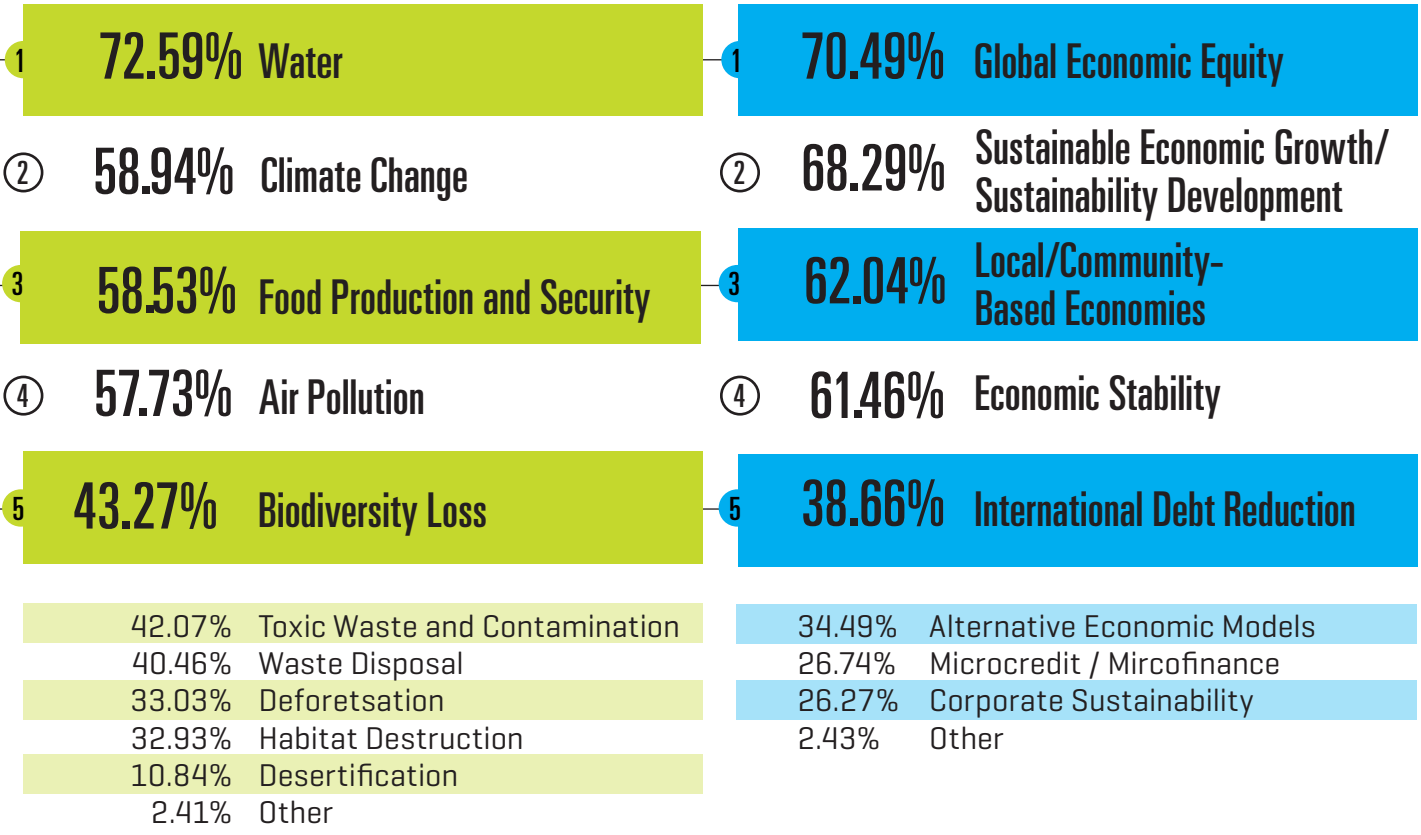 1 72.59% Water
2 58.94% Climate Change
3 58.53% Food Production and Security
4 57.73% Air Pollution
5 43.27% Biodiversity Loss
42.07% Toxic Waste and Contamination
40.46% Waste Disposal
33.03% Deforetsation
32.93% Habitat Destruction
10.84% Desertification
2.41% Other
1 70.49% Global Economic Equity
2 68.29% Sustainable Economic Growth/
Sustainability Development
3 62.04% Local/Community-
Based Economies
4 61.46% Economic Stability
5 38.66% International Debt Reduction
34.49% Alternative Economic Models
26.74% Microcredit / Mircofinance
26.27% Corporate Sustainability
2.43% Other